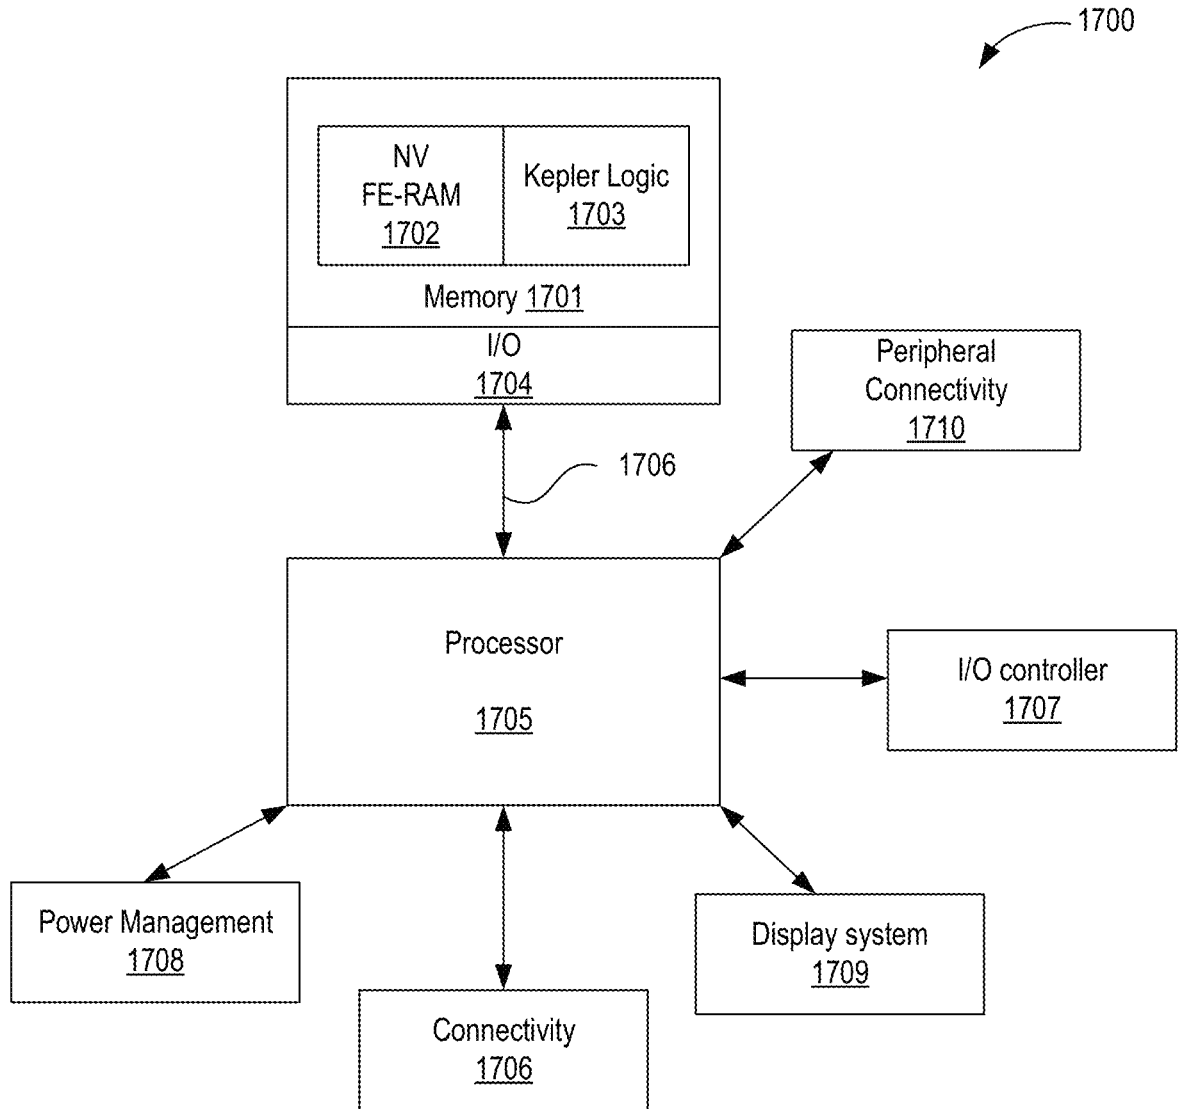 1700
NV
FE-RAM
1702
Kepler Logic
1703
Memory 1701
I/O
1704
Peripheral
Connectivity
1710
1706
Processor
1705
I/O controller
1707
Power Management
1708
Display system
1709
Connectivity
1706